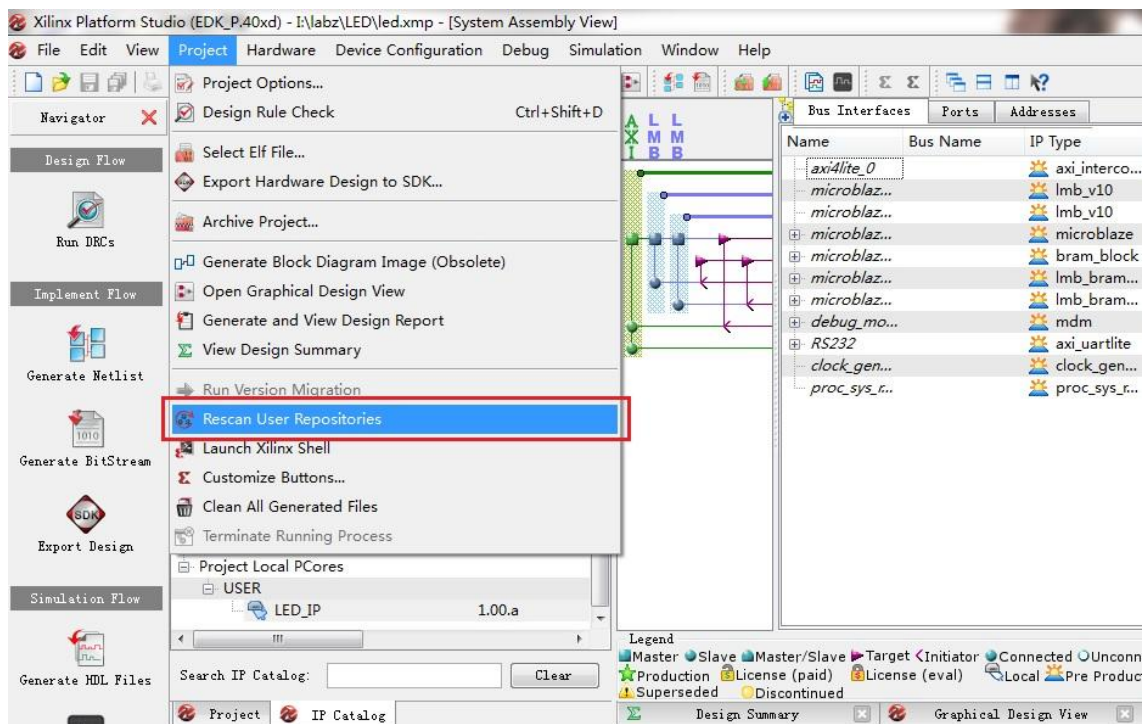 Xilinx Platform Studio (EDK_P.40xd) - I:\labz\LED\led.xmp - [System Assembly View]
File Edit View Project Hardware Device Configuration Debug Simulation Window Help
Navigator
Design Flow
Run DRCs
Implement Flow
Generate Netlist
1010
Generate BitStream
SDK
Export Design
Simulation Flow
Generate HDL Files
Project Options...
Design Rule Check Ctrl+Shift+D
Select Elf File...
Export Hardware Design to SDK...
Archive Project...
Generate Block Diagram Image (Obsolete)
Open Graphical Design View
Generate and View Design Report
View Design Summary
Run Version Migration
Rescan User Repositories
Launch Xilinx Shell
Customize Buttons...
Clean All Generated Files
Terminate Running Process
Project Local PCores
USER
LED_IP 1.00.a
Search IP Catalog: Clear
Project IP Catalog
AXI LMB LMB
Bus Interfaces Ports Addresses
Name Bus Name IP Type
axi4lite_0 axi_interco...
microblaz... lmb_v10
microblaz... lmb_v10
microblaz... microblaze
microblaz... bram_block
microblaz... lmb_bram...
microblaz... lmb_bram...
debug_mo... mdm
RS232 axi_uartlite
clock_gen... clock_gen...
proc_sys_r... proc_sys_r...
Legend
Master Slave Master/Slave Target Initiator Connected Unconn
Production License (paid) License (eval) Local Pre Produc
Superseded Discontinued
Design Summary Graphical Design View